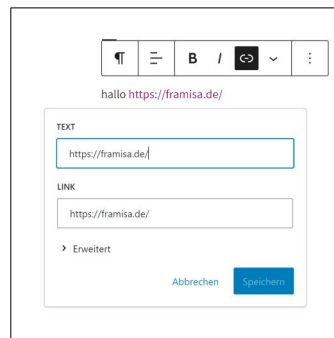 B I
hallo https://framisa.de/
TEXT
https://framisa.de/
LINK
https://framisa.de/
Erweitert
Abbrechen Speichern